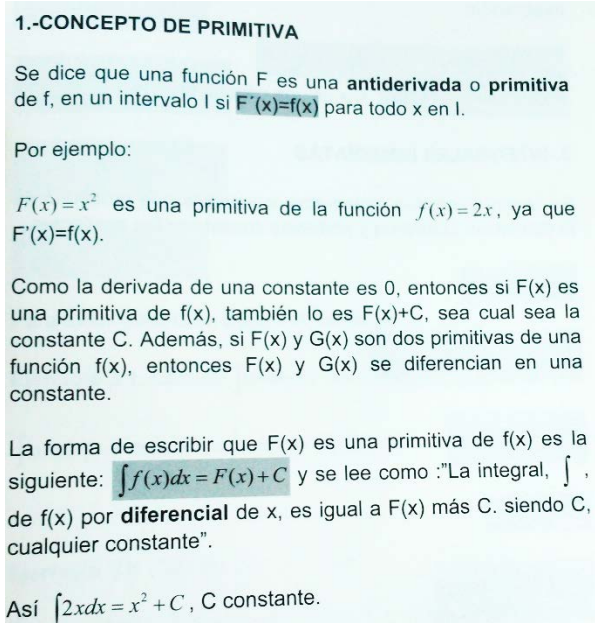 1.-CONCEPTO DE PRIMITIVA
Se dice que una función F es una antiderivada o primitiva
de f, en un intervalo I si F´(x)=f(x) para todo x en I.
Por ejemplo:
F(x) = x² es una primitiva de la función f(x) = 2x, ya que
F'(x)=f(x).
Como la derivada de una constante es 0, entonces si F(x) es
una primitiva de f(x), también lo es F(x)+C, sea cual sea la
constante C. Además, si F(x) y G(x) son dos primitivas de una
función f(x), entonces F(x) y G(x) se diferencian en una
constante.
La forma de escribir que F(x) es una primitiva de f(x) es la
siguiente: ∫f(x)dx = F(x)+C y se lee como :"La integral, ∫ ,
de f(x) por diferencial de x, es igual a F(x) más C. siendo C,
cualquier constante”.
Así ∫2xdx = x² + C , C constante.